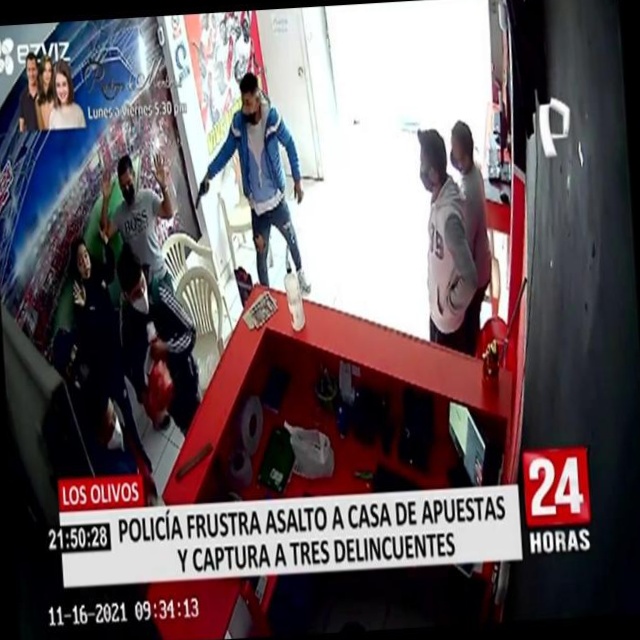 ezviz
Lunes a viernes 5:30 pm
BOSS
P
LOS OLIVOS
21:50:28
POLICÍA FRUSTRA ASALTO A CASA DE APUESTAS
Y CAPTURA A TRES DELINCUENTES
24
HORAS
11-16-2021 09:34:13